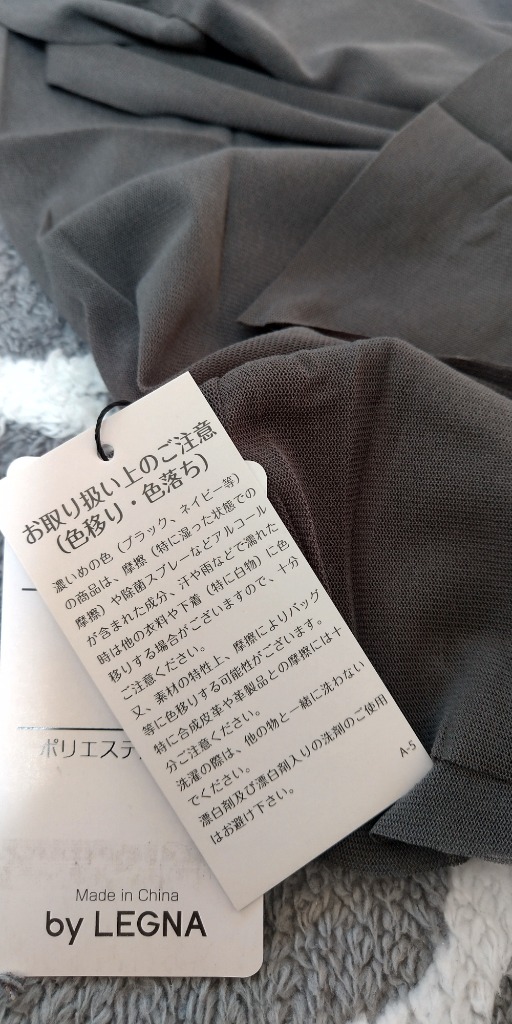 お取り扱い上のご注意
(色移り・色落ち)
濃いめの色(ブラック、ネイビー等)
の商品は、摩擦(特に湿った状態での
摩擦)や除菌スプレーなどアルコール
が含まれた成分、汗や雨などで濡れた
時は他の衣料や下着(特に白物)に色
移りする場合がございますので、十分
ご注意ください。
又、素材の特性上、摩擦によりバッグ
等に色移りする可能性がございます。
特に合成皮革や革製品との摩擦には十
分ご注意ください。
洗濯の際は、他の物と一緒に洗わない
でください。
漂白剤及び漂白剤入りの洗剤のご使用
はお避け下さい。
A-5
ポリエステ
Made in China
by LEGNA